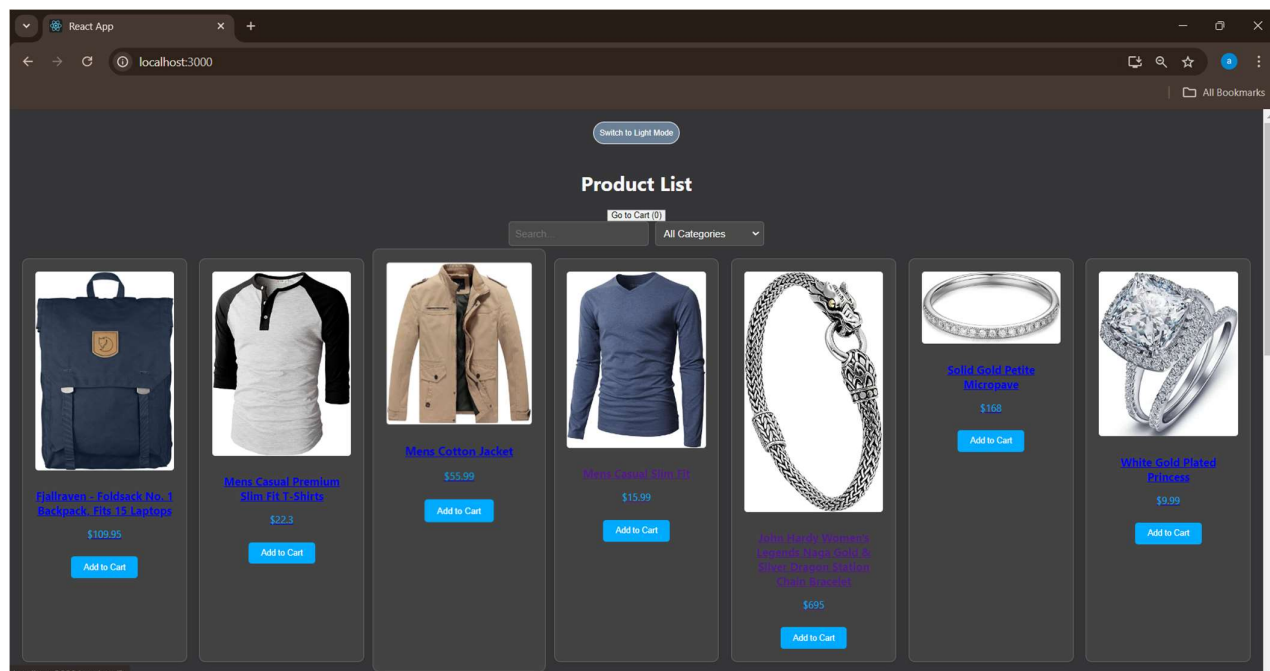 React App
localhost:3000
a
All Bookmarks
Switch to Light Mode
Product List
Go to Cart (0)
Search...
All Categories
Fjallraven - Foldsack No. 1
Backpack, Fits 15 Laptops
$109.95
Add to Cart
Mens Casual Premium
Slim Fit T-Shirts
$22.3
Add to Cart
Mens Cotton Jacket
$55.99
Add to Cart
Mens Casual Slim Fit
$15.99
Add to Cart
John Hardy Women's
Legends Naga Gold &
Silver Dragon Station
Chain Bracelet
$695
Add to Cart
Solid Gold Petite
Micropave
$168
Add to Cart
White Gold Plated
Princess
$9.99
Add to Cart